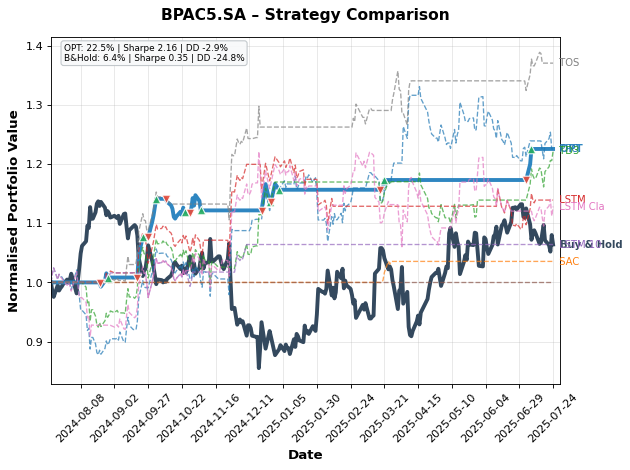 BPAC5.SA – Strategy Comparison
OPT: 22.5% | Sharpe 2.16 | DD -2.9%
B&Hold: 6.4% | Sharpe 0.35 | DD -24.8%
1.4
1.3
1.2
1.1
1.0
0.9
Normalised Portfolio Value
TOS
OPT
LSTM
LSTM Cla
Buy & Hold
SAC
2024-08-08
2024-09-02
2024-09-27
2024-10-22
2024-11-16
2024-12-11
2025-01-05
2025-01-30
2025-02-24
2025-03-21
2025-04-15
2025-05-10
2025-06-04
2025-06-29
2025-07-24
Date